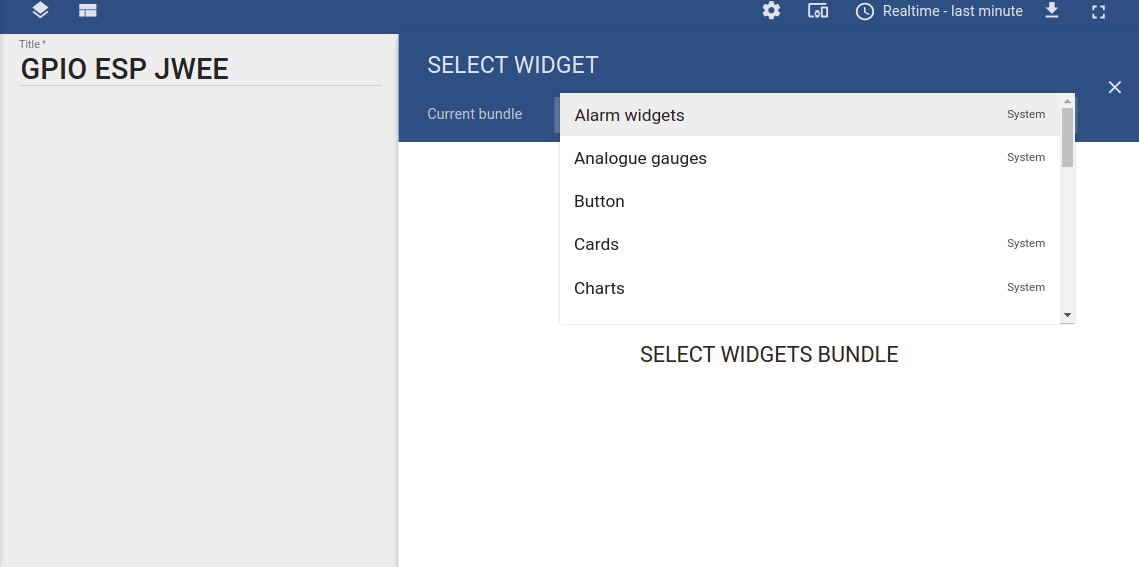 Realtime - last minute
Title *
GPIO ESP JWEE
SELECT WIDGET
Current bundle
Alarm widgets System
Analogue gauges System
Button
Cards System
Charts System
SELECT WIDGETS BUNDLE